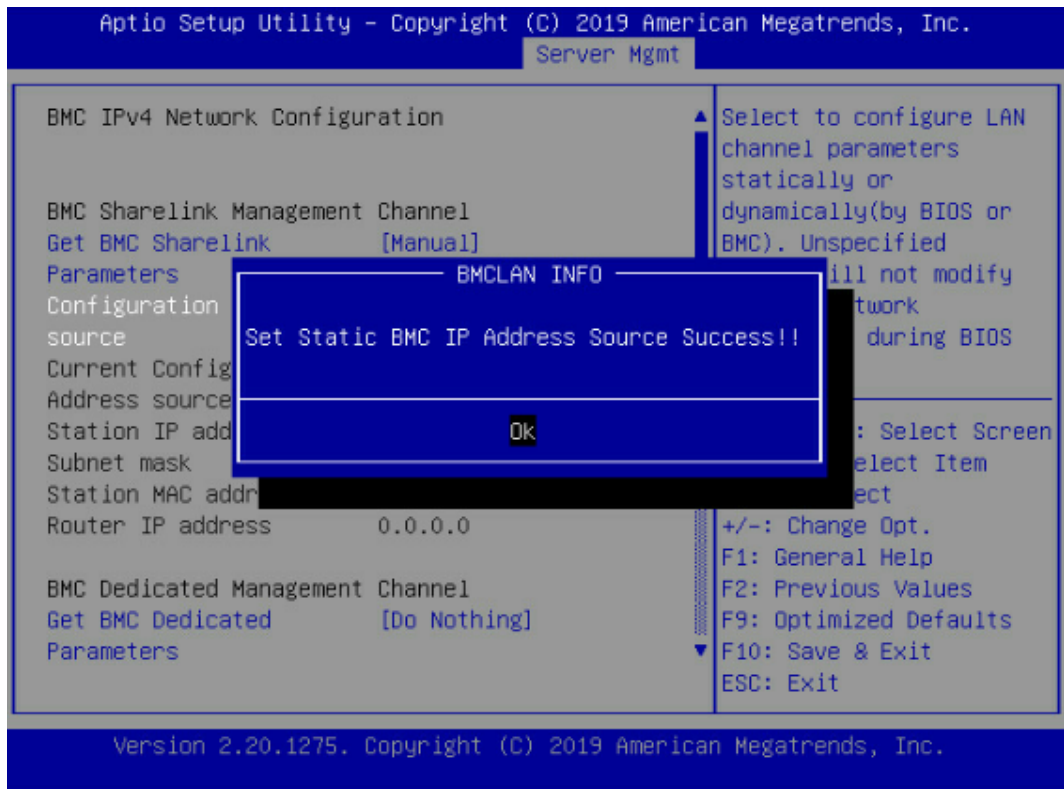 Aptio Setup Utility – Copyright (C) 2019 American Megatrends, Inc.
Server Mgmt
BMC IPv4 Network Configuration
BMC Sharelink Management Channel
Get BMC Sharelink [Manual]
Parameters
Configuration
source
Current Config
Address source
Station IP add
Subnet mask
Station MAC addr
Router IP address 0.0.0.0
BMC Dedicated Management Channel
Get BMC Dedicated [Do Nothing]
Parameters
BMCLAN INFO
Set Static BMC IP Address Source Success!!
Ok
Select to configure LAN
channel parameters
statically or
dynamically(by BIOS or
BMC). Unspecified
ill not modify
twork
during BIOS
: Select Screen
elect Item
ect
+/-: Change Opt.
F1: General Help
F2: Previous Values
F9: Optimized Defaults
F10: Save & Exit
ESC: Exit
Version 2.20.1275. Copyright (C) 2019 American Megatrends, Inc.